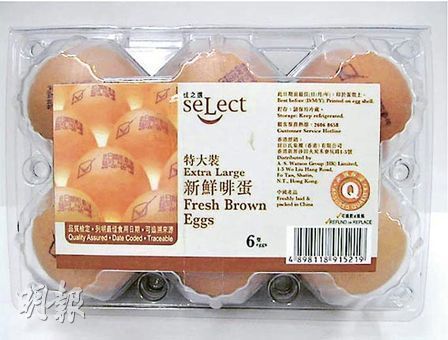 佳之選
seLect
特大裝
Extra Large
新鮮啡蛋
Fresh Brown
Eggs
6隻
eggs
品質檢定・列明最佳食用日期・可追溯來源
Quality Assured・Date Coded・Traceable
此日期前最佳(日/月/年):印於蛋殼上。
Best before (D/M/Y): Printed on egg shell.
貯存:請保持冷藏。
Storage: Keep refrigerated.
顧客服務熱線: 2606 8658
Customer Service Hotline
香港經銷:
屈臣氏集團(香港)有限公司
Distributed by
A. S. Watson Group (HK) Limited,
1-5 Wo Liu Hang Road,
Fo Tan, Shatin,
N.T., Hong Kong.
中國產品
Freshly laid &
packed in China
Q
REFUND or REPLACE
4 898118 915219
明報